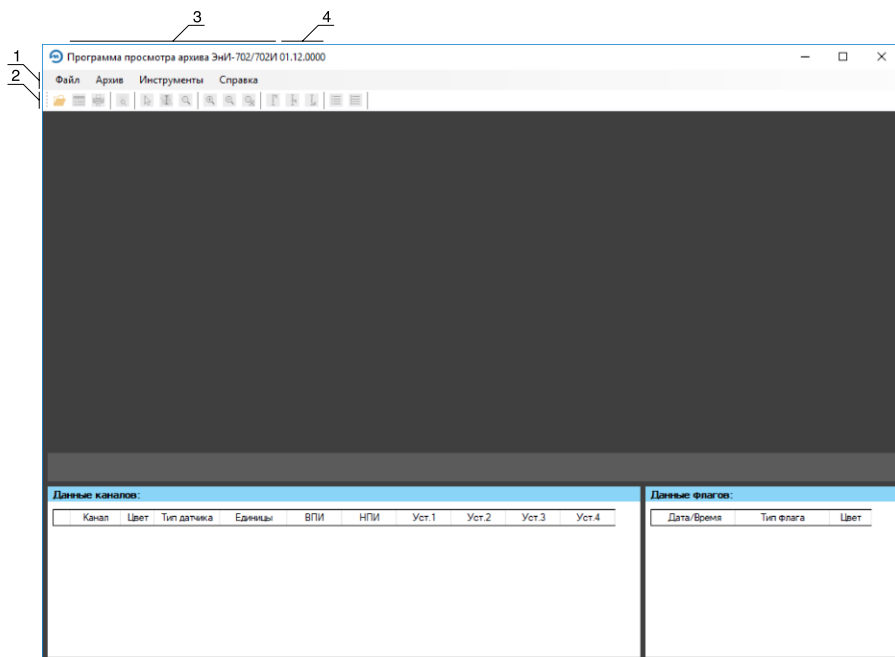 3
4
Программа просмотра архива ЭнИ-702/702И 01.12.0000
1
Файл Архив Инструменты Справка
2
Данные каналов:
Канал Цвет Тип датчика Единицы ВПИ НПИ Уст.1 Уст.2 Уст.3 Уст.4
Данные флагов:
Дата/Время Тип флага Цвет